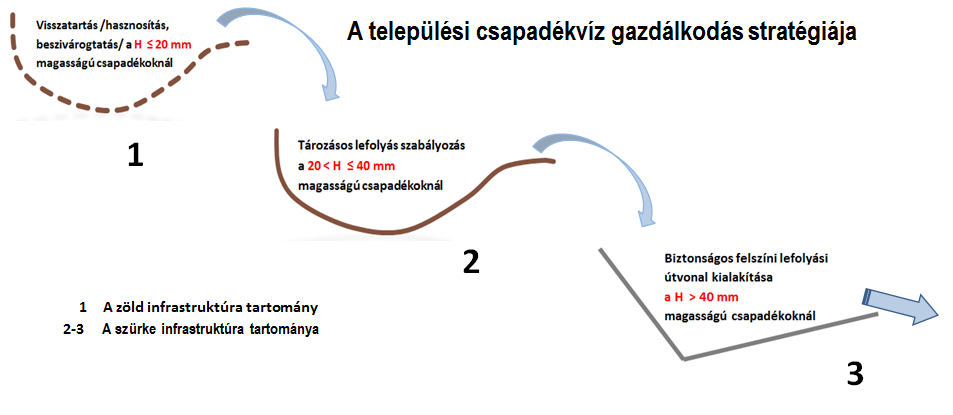 A települési csapadékvíz gazdálkodás stratégiája
Visszatartás /hasznosítás,
beszivárogtatás/ a H ≤ 20 mm
magasságú csapadékoknál
1
Tározásos lefolyás szabályozás
a 20 < H ≤ 40 mm
magasságú csapadékoknál
2
Biztonságos felszíni lefolyási
útvonal kialakítása
a H > 40 mm
magasságú csapadékoknál
3
1 A zöld infrastruktúra tartomány
2-3 A szürke infrastruktúra tartománya